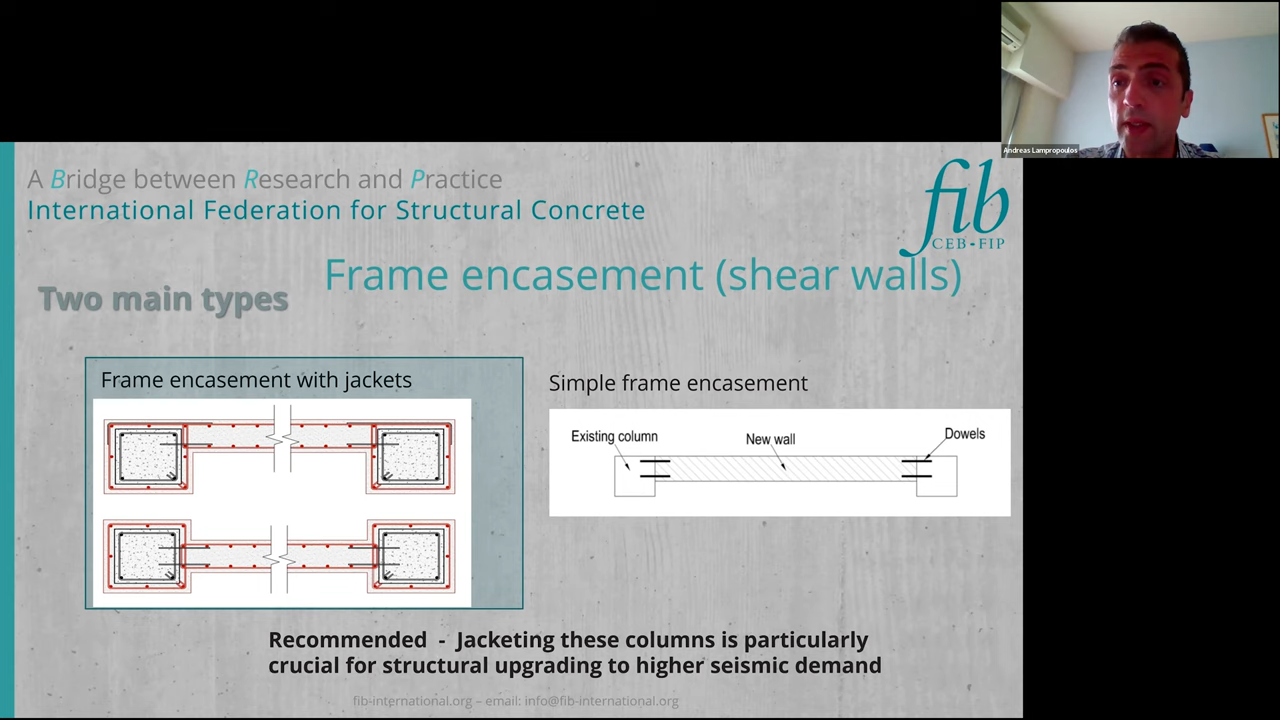 Andreas Lampropoulos
A Bridge between Research and Practice
International Federation for Structural Concrete
fib
CEB-FIP
Frame encasement (shear walls)
Two main types
Frame encasement with jackets
Simple frame encasement
Existing column
New wall
Dowels
Recommended - Jacketing these columns is particularly
crucial for structural upgrading to higher seismic demand
fib-international.org – email: info@fib-international.org